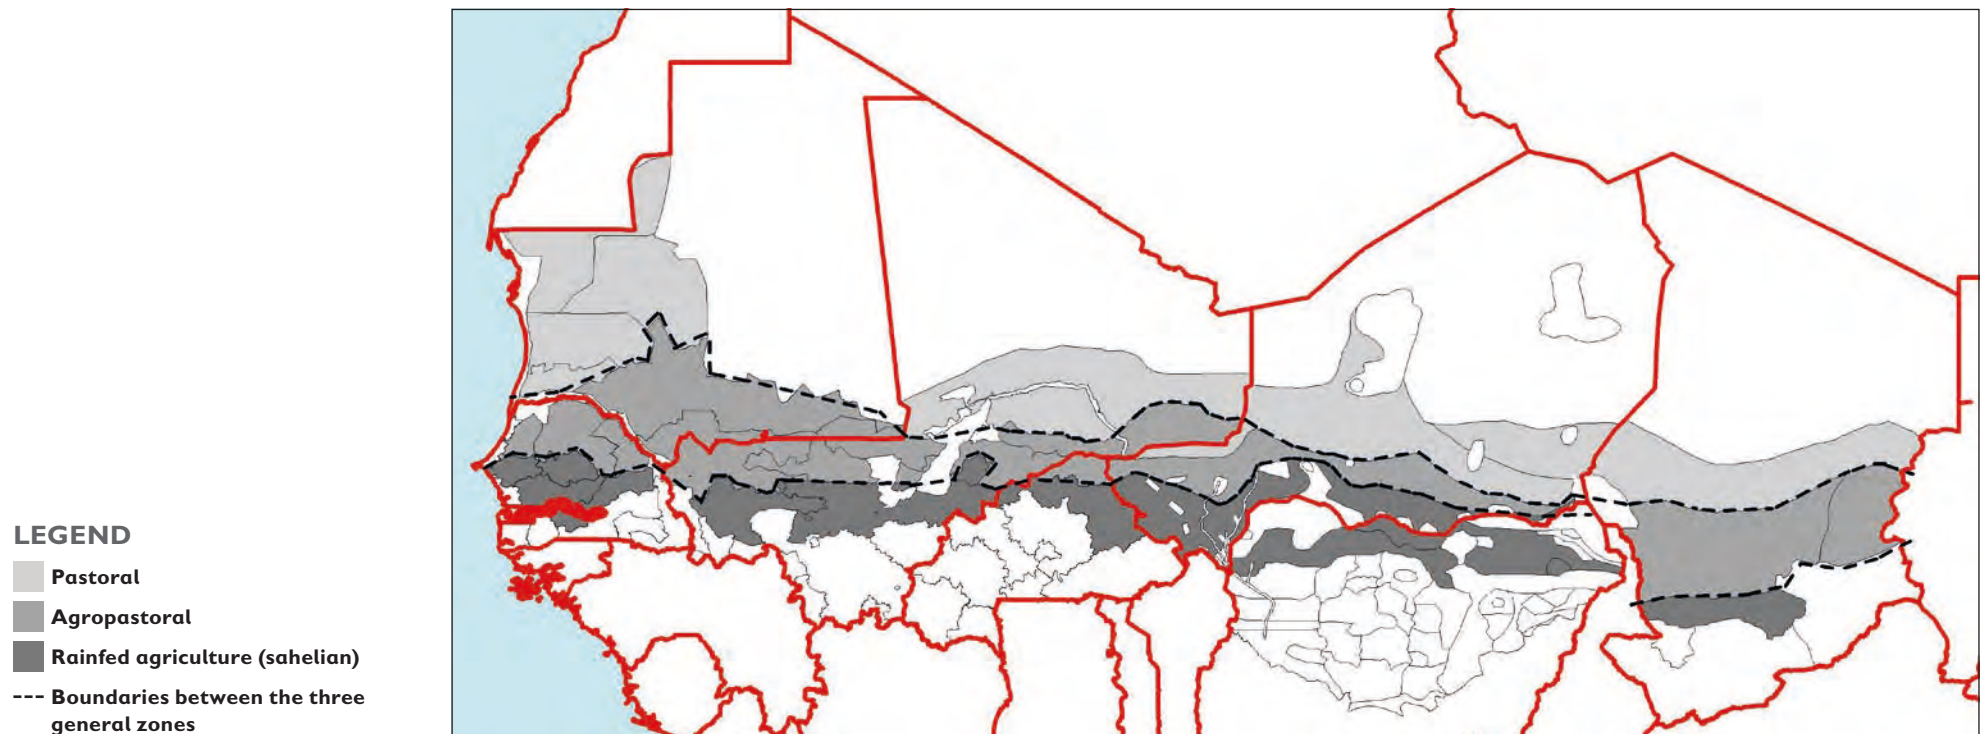 LEGEND
Pastoral
Agropastoral
Rainfed agriculture (sahelian)
Boundaries between the three
general zones